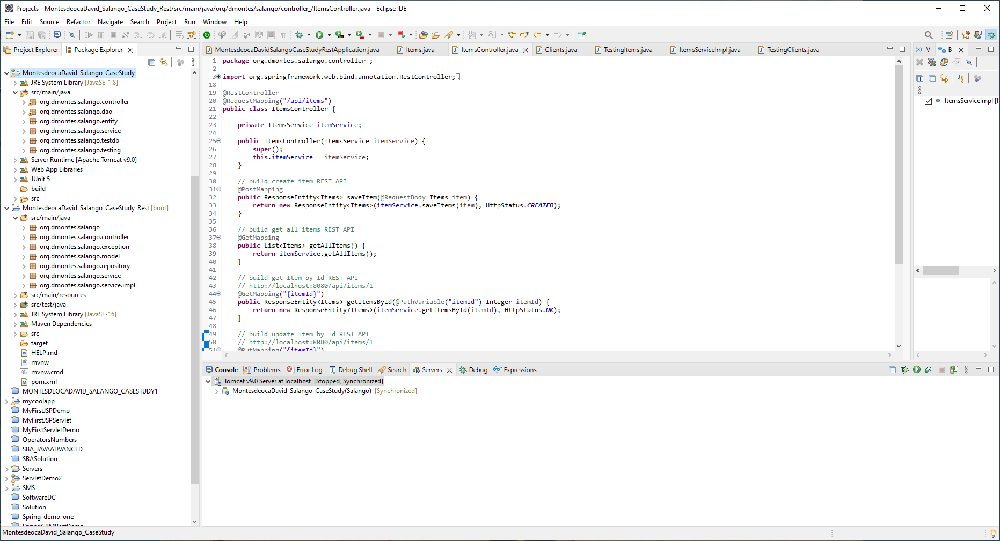 Projects - MontesdeocaDavid_Salango_CaseStudy_Rest/src/main/java/org/dmontes/salango/controller_/ItemsController.java - Eclipse IDE
File Edit Source Refactor Navigate Search Project Run Window Help
Project Explorer Package Explorer
MontesdeocaDavid_Salango_CaseStudy
JRE System Library [JavaSE-1.8]
src/main/java
org.dmontes.salango.controller
org.dmontes.salango.dao
org.dmontes.salango.entity
org.dmontes.salango.service
org.dmontes.salango.testdb
org.dmontes.salango.testing
Server Runtime [Apache Tomcat v9.0]
Web App Libraries
JUnit 5
build
src
MontesdeocaDavid_Salango_CaseStudy_Rest [boot]
src/main/java
org.dmontes.salango
org.dmontes.salango.controller_
org.dmontes.salango.exception
org.dmontes.salango.model
org.dmontes.salango.repository
org.dmontes.salango.service
org.dmontes.salango.service.impl
src/main/resources
src/test/java
JRE System Library [JavaSE-16]
Maven Dependencies
src
target
HELP.md
mvnw
mvnw.cmd
pom.xml
MONTESDEOCADAVID_SALANGO_CASESTUDY1
mycoolapp
MyFirstJSPDemo
MyFirstJSPServlet
MyFirstServletDemo
OperatorsNumbers
SBA_JAVAADVANCED
SBASolution
Servers
ServletDemo2
SMS
SoftwareDC
Solution
Spring_demo_one
MontesdeocaDavidSalangoCaseStudyRestApplication.java Items.java ItemsController.java Clients.java TestingItems.java ItemsServiceImpl.java TestingClients.java
1 package org.dmontes.salango.controller_;
2
3 import org.springframework.web.bind.annotation.RestController;
18
19 @RestController
20 @RequestMapping("/api/items")
21 public class ItemsController {
22
23 private ItemsService itemService;
24
25 public ItemsController(ItemsService itemService) {
26 super();
27 this.itemService = itemService;
28 }
29
30 // build create item REST API
31 @PostMapping
32 public ResponseEntity<Items> saveItem(@RequestBody Items item) {
33 return new ResponseEntity<Items>(itemService.saveItems(item), HttpStatus.CREATED);
34 }
35
36 // build get all items REST API
37 @GetMapping
38 public List<Items> getAllItems() {
39 return itemService.getAllItems();
40 }
41
42 // build get Item by Id REST API
43 // http://localhost:8080/api/items/1
44 @GetMapping("{itemId}")
45 public ResponseEntity<Items> getItemsById(@PathVariable("itemId") Integer itemId) {
46 return new ResponseEntity<Items>(itemService.getItemsById(itemId), HttpStatus.OK);
47 }
48
49 // build update Item by Id REST API
50 // http://localhost:8080/api/items/1
51 @PutMapping("{itemId}")
(x)= V B
ItemsServiceImpl [l
Console Problems Error Log Debug Shell Search Servers Debug Expressions
Tomcat v9.0 Server at localhost [Stopped, Synchronized]
MontesdeocaDavid_Salango_CaseStudy(Salango) [Synchronized]
MontesdeocaDavid_Salango_CaseStudy